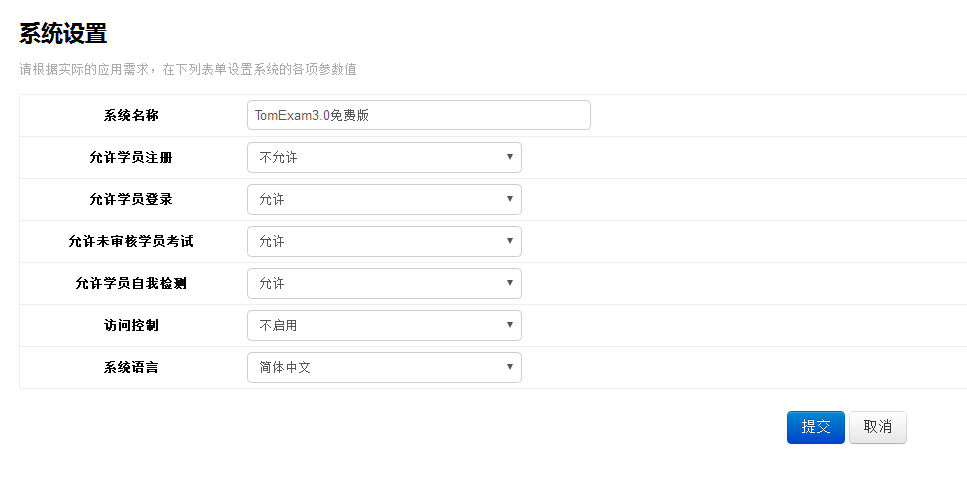 系统设置
请根据实际的应用需求，在下列表单设置系统的各项参数值
系统名称 TomExam3.0免费版
允许学员注册 不允许
允许学员登录 允许
允许未审核学员考试 允许
允许学员自我检测 允许
访问控制 不启用
系统语言 简体中文
提交 取消